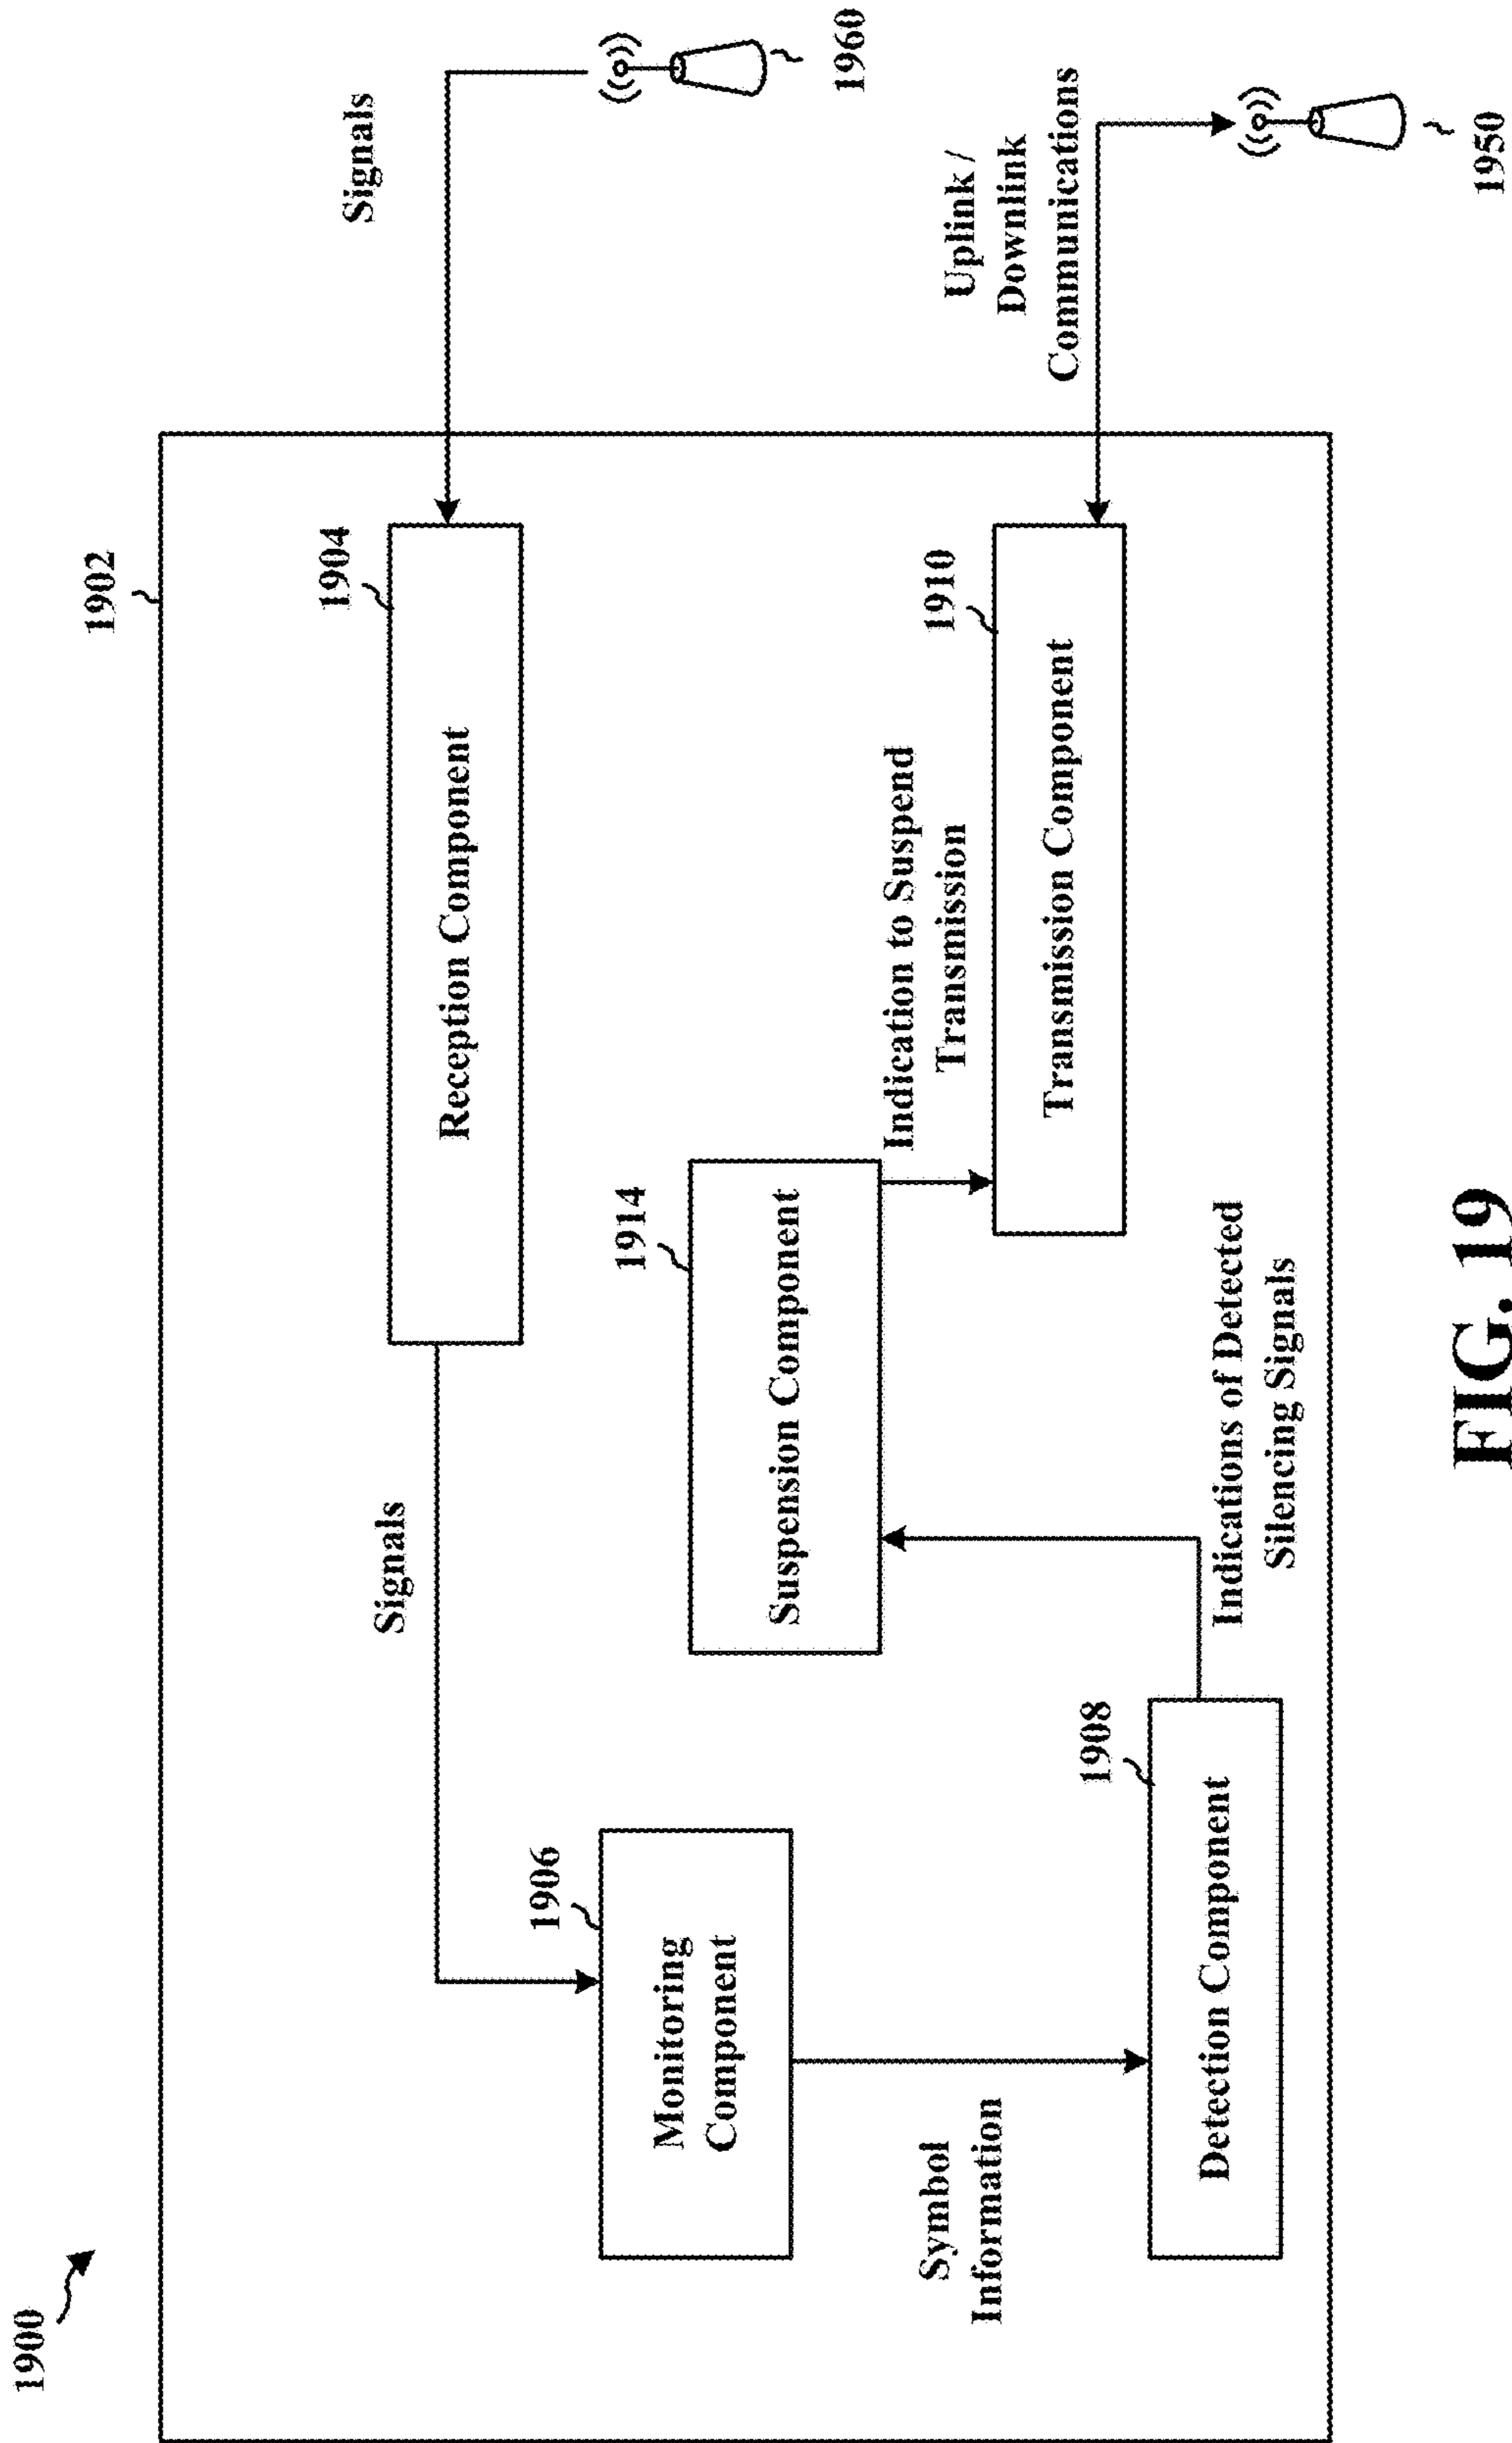 1900
1902
Signals
1904
Reception Component
Signals
1960
1906
Monitoring
Component
1914
Suspension Component
Indication to Suspend
Transmission
1910
Transmission Component
Uplink /
Downlink
Communications
1950
Symbol
Information
1908
Detection Component
Indications of Detected
Silencing Signals
FIG. 19